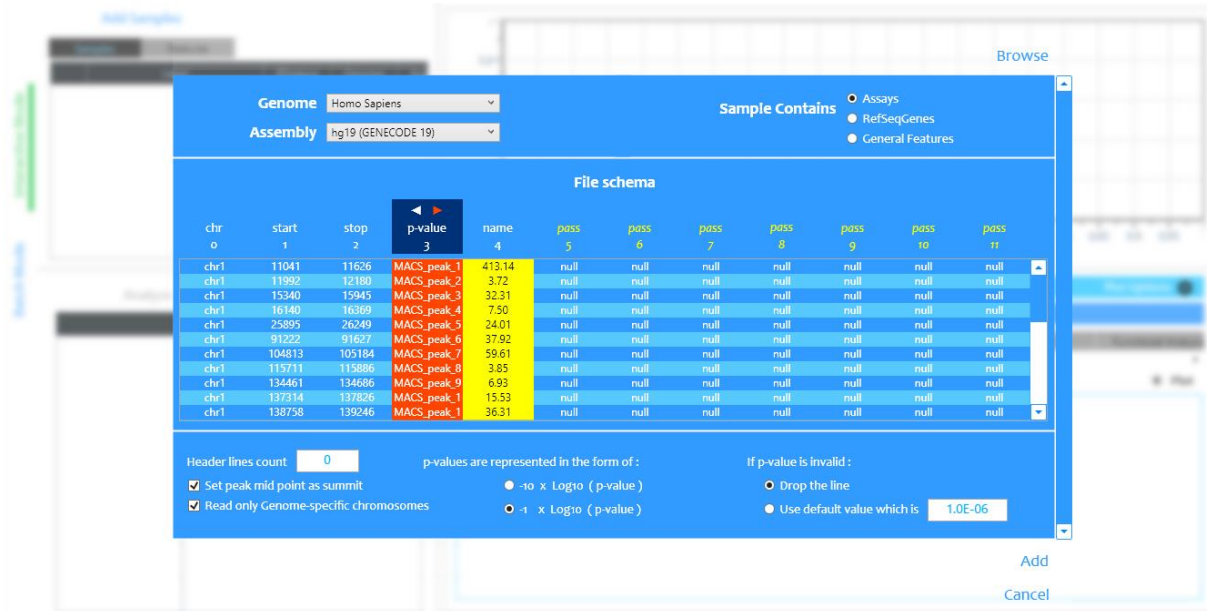 Add Samples
Browse
Genome Homo Sapiens
Assembly hg19 (GENECODE 19)
Sample Contains
Assays
RefSeqGenes
General Features
File schema
chr start stop p-value name pass pass pass pass pass pass pass
0 1 2 3 4 5 6 7 8 9 10 11
chr1 11041 11626 MACS_peak_1 413.14 null null null null null null null
chr1 11992 12180 MACS_peak_2 3.72 null null null null null null null
chr1 15340 15945 MACS_peak_3 32.31 null null null null null null null
chr1 16140 16369 MACS_peak_4 7.50 null null null null null null null
chr1 25895 26249 MACS_peak_5 24.01 null null null null null null null
chr1 91222 91627 MACS_peak_6 37.92 null null null null null null null
chr1 104813 105184 MACS_peak_7 59.61 null null null null null null null
chr1 115711 115886 MACS_peak_8 3.85 null null null null null null null
chr1 134461 134686 MACS_peak_9 6.93 null null null null null null null
chr1 137314 137826 MACS_peak_1 15.53 null null null null null null null
chr1 138758 139246 MACS_peak_1 36.31 null null null null null null null
Header lines count 0
Set peak mid point as summit
Read only Genome-specific chromosomes
p-values are represented in the form of :
-10 x Log10 ( p-value )
-1 x Log10 ( p-value )
If p-value is invalid :
Drop the line
Use default value which is 1.0E-06
Add
Cancel